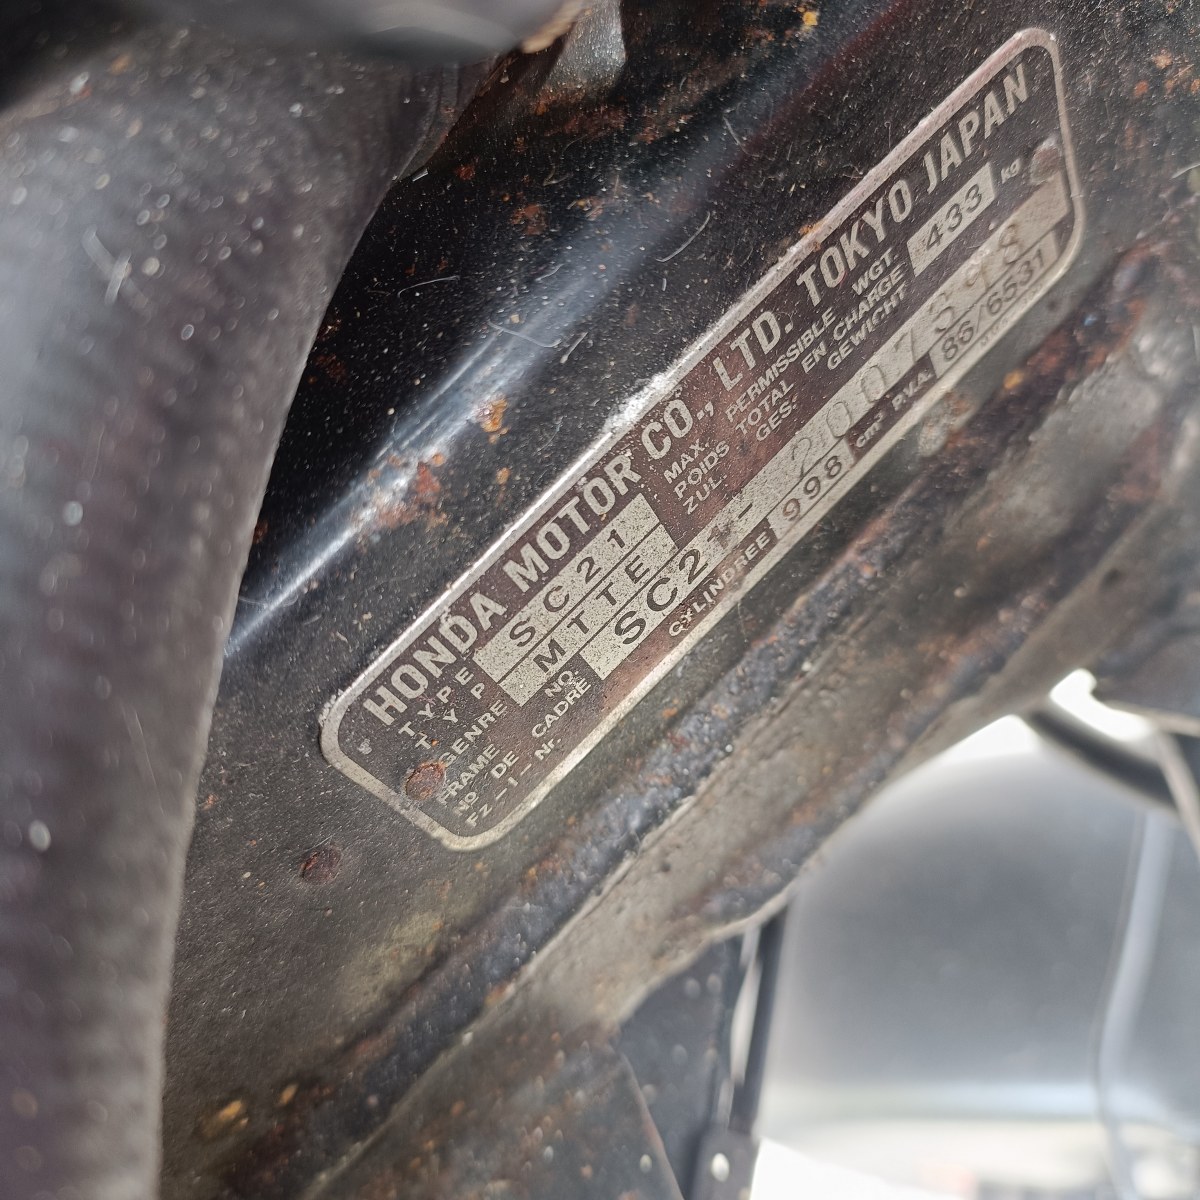 HONDA MOTOR CO., LTD. TOKYO JAPAN
TYPE SC21 MAX. PERMISSIBLE WGT.
TYP POIDS TOTAL EN CHARGE 433 kg
GENRE MTTE ZUL. GES.- GEWICHT
FRAME NO.
NO DE CADRE SC21-200
Fz-I-Nr.
CYLINDREE 998 cm³ P.V.A. 86/6531